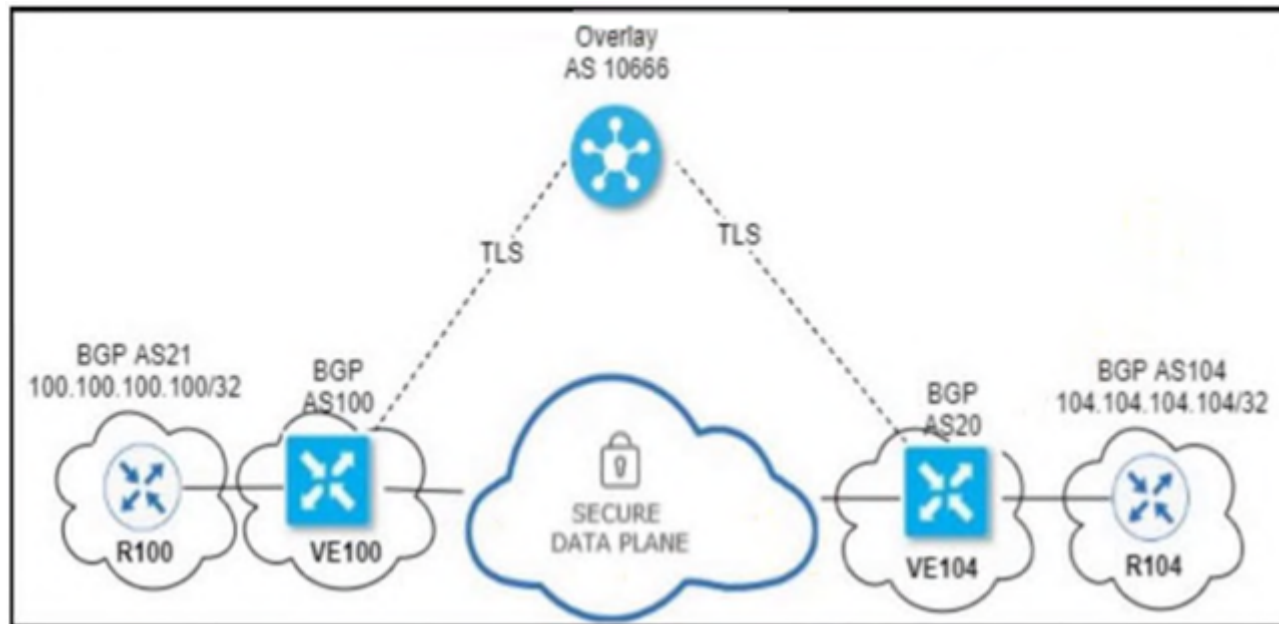 Overlay
AS 10666
TLS
TLS
BGP AS21
100.100.100.100/32
BGP
AS100
BGP
AS20
BGP AS104
104.104.104.104/32
SECURE
DATA PLANE
R100
VE100
VE104
R104